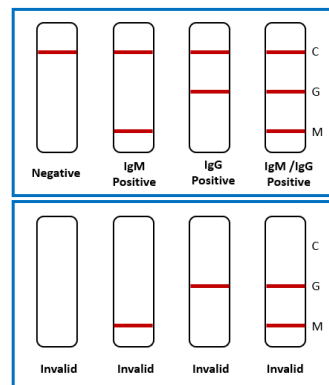 C
G
M
Negative
IgM
Positive
IgG
Positive
IgM /IgG
Positive
C
G
M
Invalid
Invalid
Invalid
Invalid